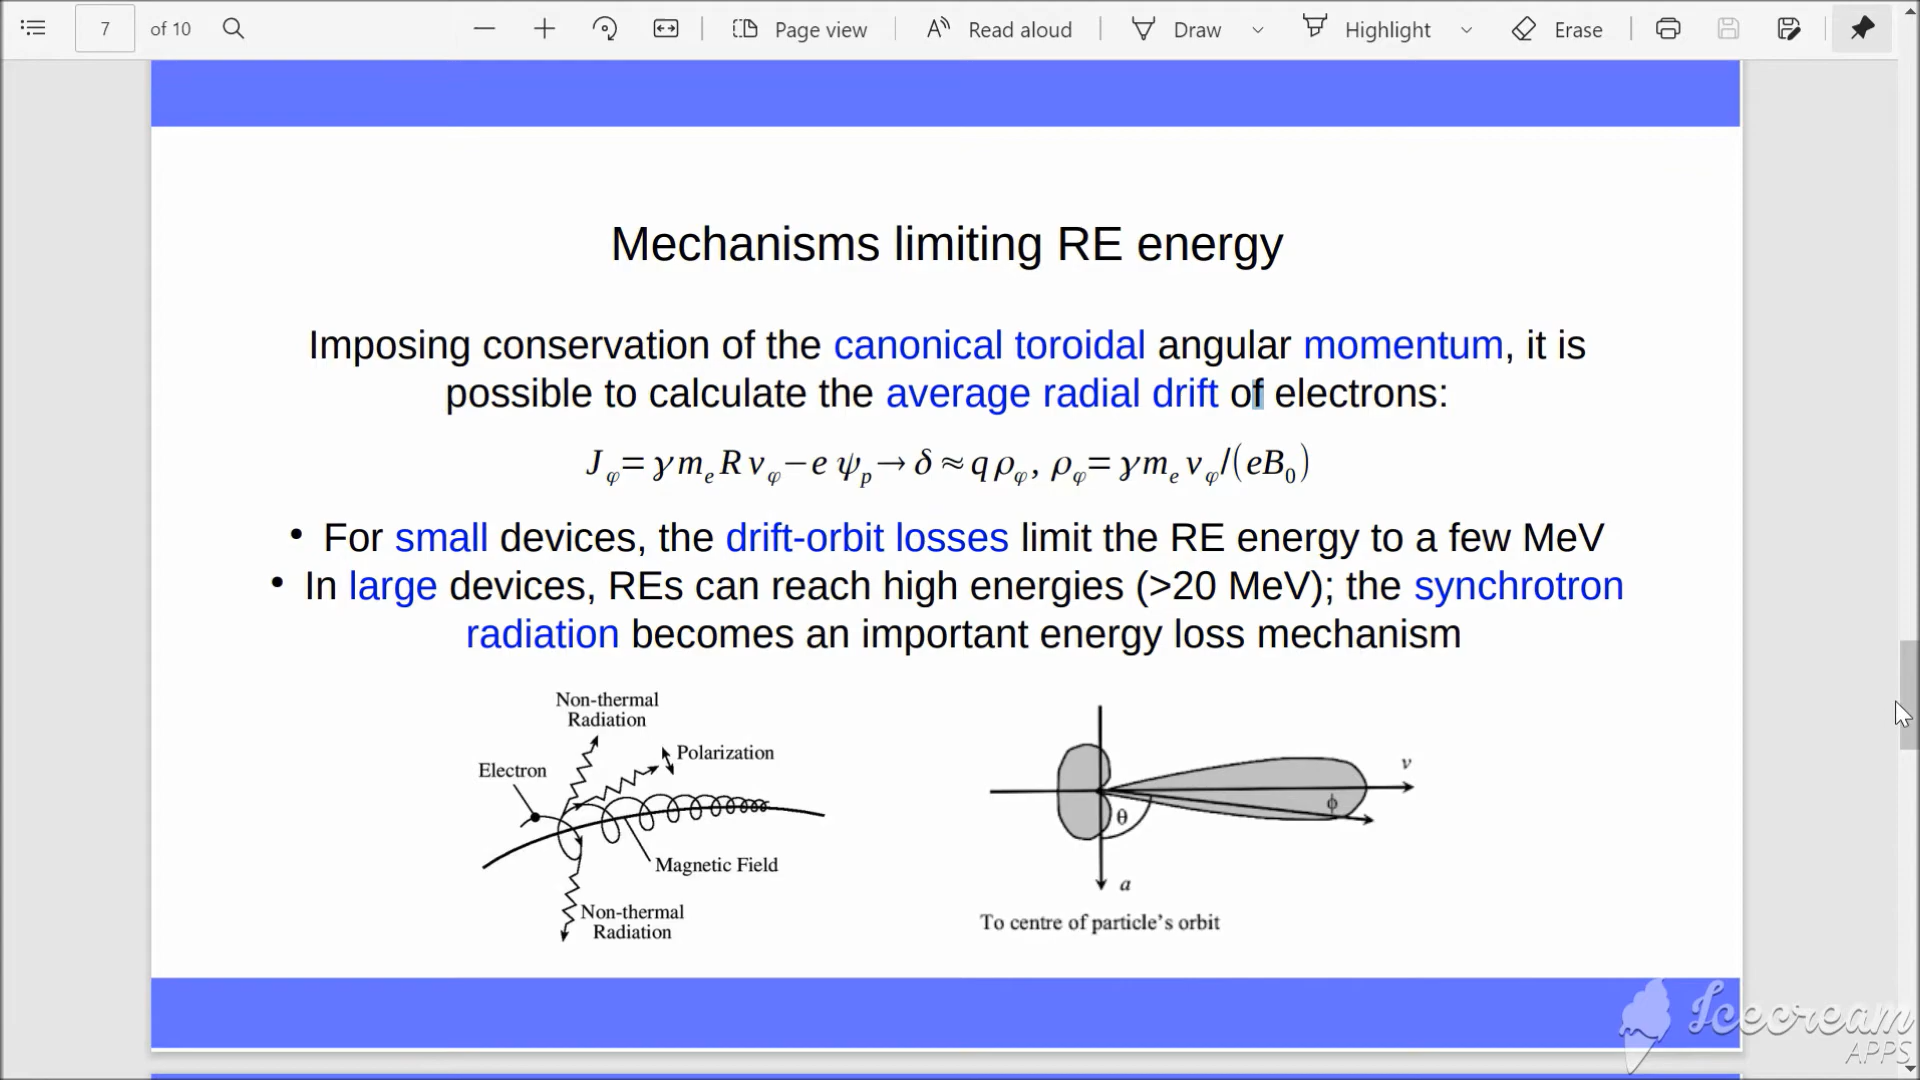 7 of 10 Page view Read aloud Draw Highlight Erase
Mechanisms limiting RE energy
Imposing conservation of the canonical toroidal angular momentum, it is
possible to calculate the average radial drift of electrons:
J_φ = γ m_e R v_φ − e ψ_p → δ ≈ q ρ_φ, ρ_φ = γ m_e v_φ /(eB_0)
• For small devices, the drift-orbit losses limit the RE energy to a few MeV
• In large devices, REs can reach high energies (>20 MeV); the synchrotron
radiation becomes an important energy loss mechanism
Non-thermal
Radiation
Polarization
Electron
Magnetic Field
Non-thermal
Radiation
v
ϕ
θ
a
To centre of particle's orbit
Icecream
APPS